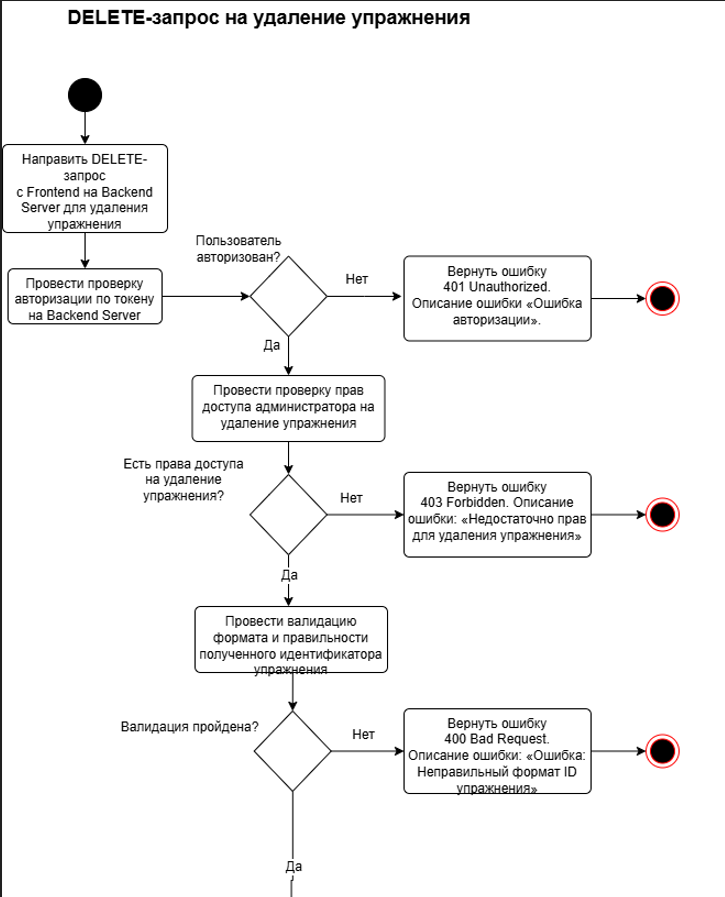 DELETE-запрос на удаление упражнения
Направить DELETE-
запрос
с Frontend на Backend
Server для удаления
упражнения
Провести проверку
авторизации по токену
на Backend Server
Пользователь
авторизован?
Нет
Вернуть ошибку
401 Unauthorized.
Описание ошибки «Ошибка
авторизации».
Да
Провести проверку прав
доступа администратора на
удаление упражнения
Есть права доступа
на удаление
упражнения?
Нет
Вернуть ошибку
403 Forbidden. Описание
ошибки: «Недостаточно прав
для удаления упражнения»
Да
Провести валидацию
формата и правильности
полученного идентификатора
упражнения
Валидация пройдена?
Нет
Вернуть ошибку
400 Bad Request.
Описание ошибки: «Ошибка:
Неправильный формат ID
упражнения»
Да